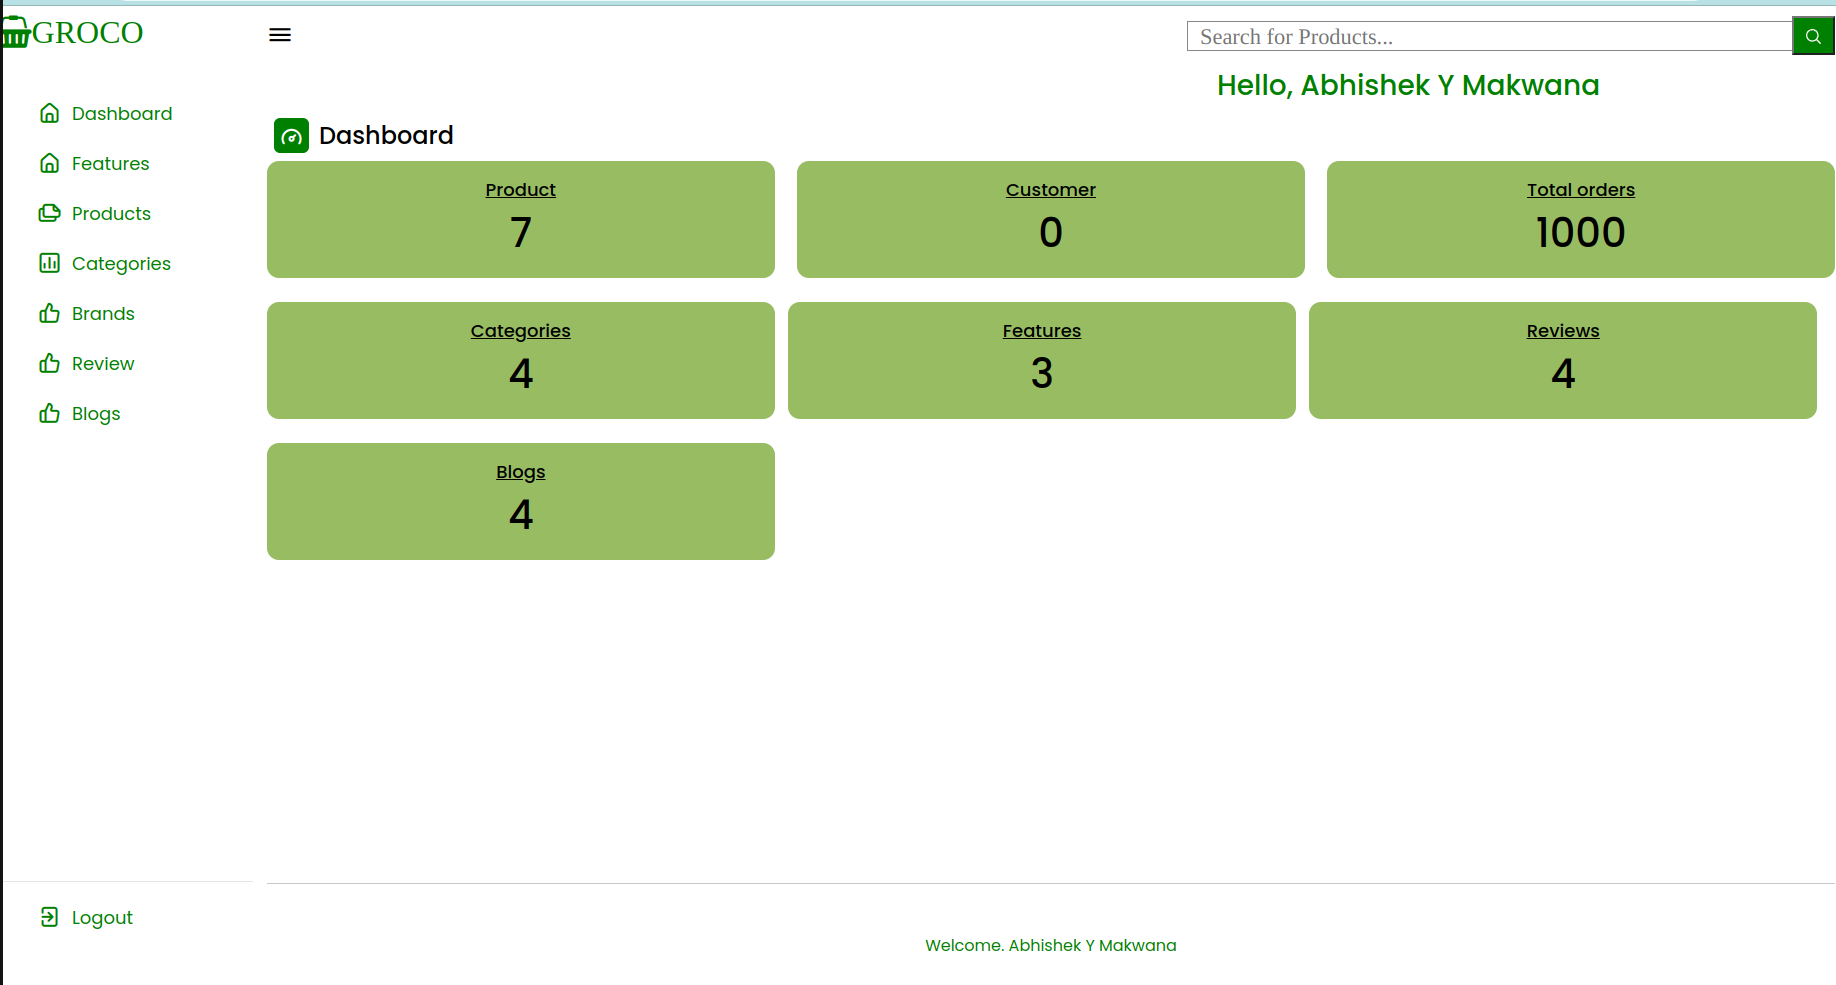 GROCO
Search for Products...
Hello, Abhishek Y Makwana
Dashboard
Features
Products
Categories
Brands
Review
Blogs
Logout
Dashboard
Product
7
Customer
0
Total orders
1000
Categories
4
Features
3
Reviews
4
Blogs
4
Welcome. Abhishek Y Makwana